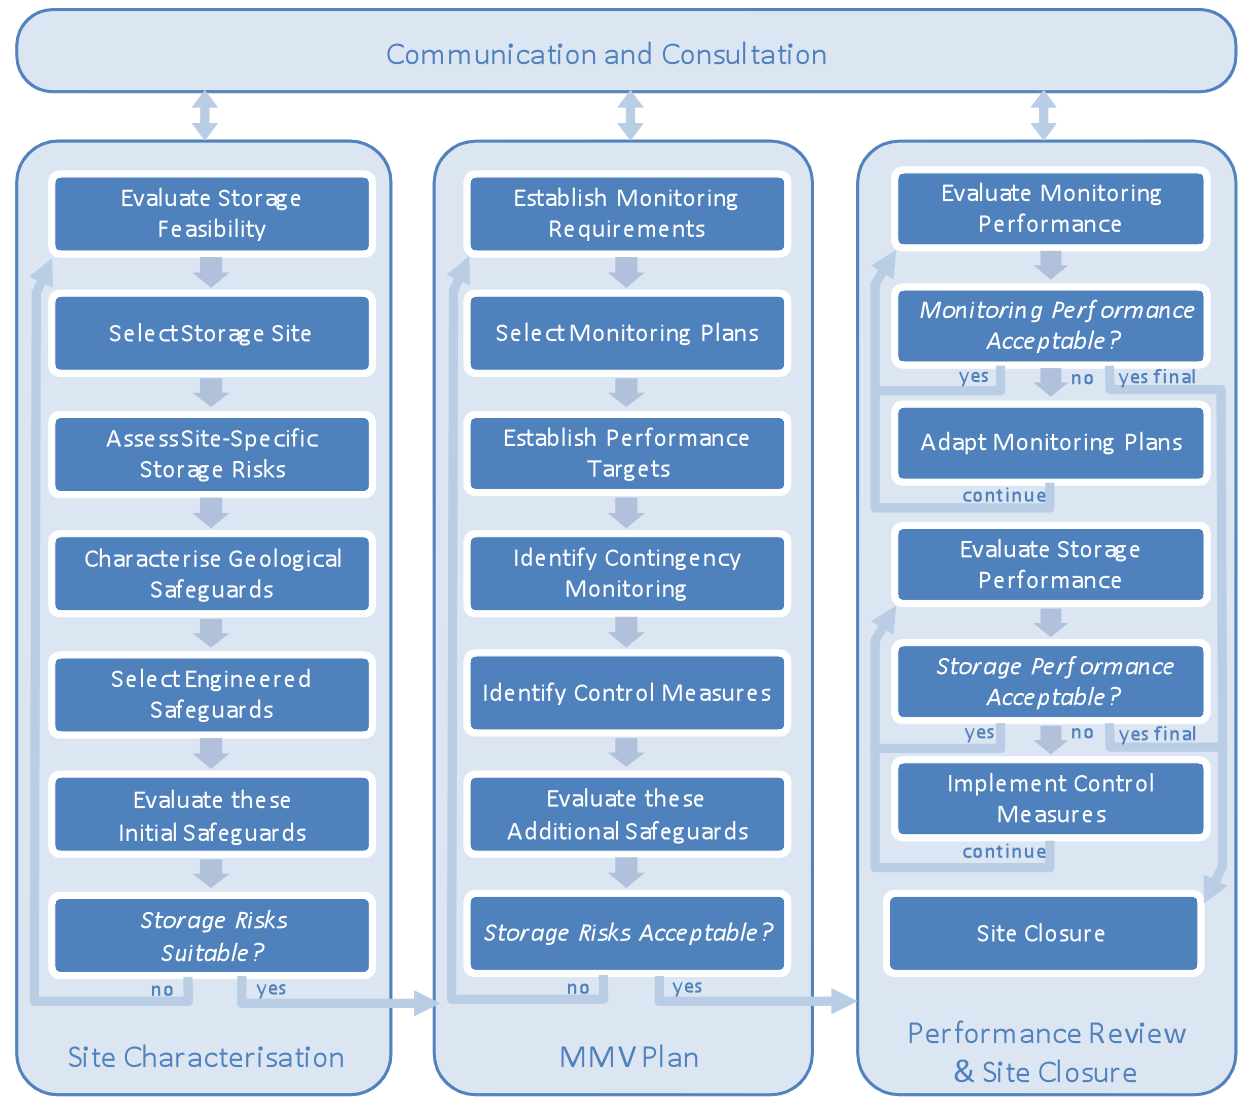 Communication and Consultation
Evaluate Storage
Feasibility
Select Storage Site
Assess Site-Specific
Storage Risks
Characterise Geological
Safeguards
Select Engineered
Safeguards
Evaluate these
Initial Safeguards
Storage Risks
Suitable?
no
yes
Site Characterisation
Establish Monitoring
Requirements
Select Monitoring Plans
Establish Performance
Targets
Identify Contingency
Monitoring
Identify Control Measures
Evaluate these
Additional Safeguards
Storage Risks Acceptable?
no
yes
MMV Plan
Evaluate Monitoring
Performance
Monitoring Performance
Acceptable?
yes
no
yes final
Adapt Monitoring Plans
continue
Evaluate Storage
Performance
Storage Performance
Acceptable?
yes
no
yes final
Implement Control
Measures
continue
Site Closure
Performance Review
& Site Closure